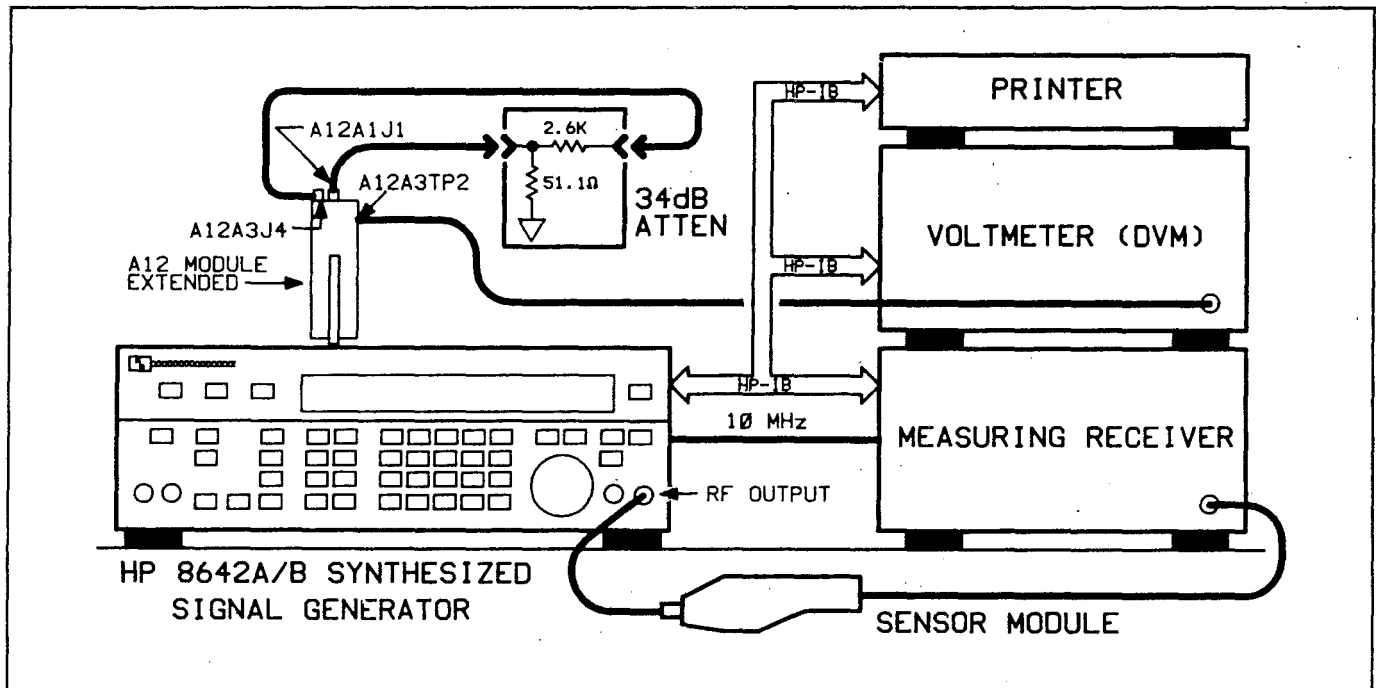 HP-IB
PRINTER
A12A1J1
2.6K
A12A3TP2
51.1Ω
34dB
ATTEN
A12A3J4
VOLTMETER (DVM)
HP-IB
A12 MODULE
EXTENDED
HP-IB
10 MHz
MEASURING RECEIVER
RF OUTPUT
HP 8642A/B SYNTHESIZED
SIGNAL GENERATOR
SENSOR MODULE